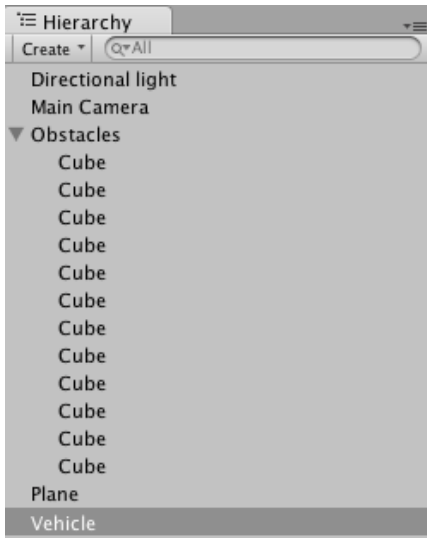 Hierarchy
Create All
Directional light
Main Camera
Obstacles
Cube
Cube
Cube
Cube
Cube
Cube
Cube
Cube
Cube
Cube
Cube
Cube
Plane
Vehicle